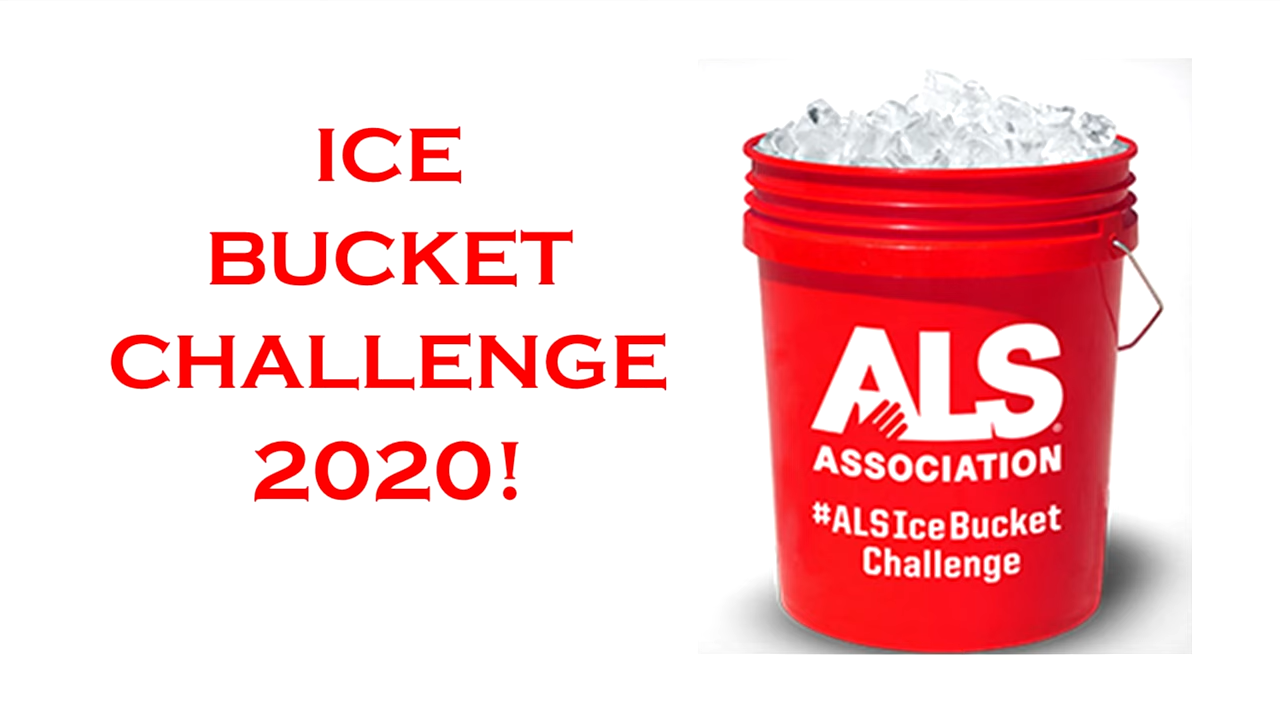 ICE
BUCKET
CHALLENGE
2020!
ALS
ASSOCIATION
#ALSIceBucket
Challenge